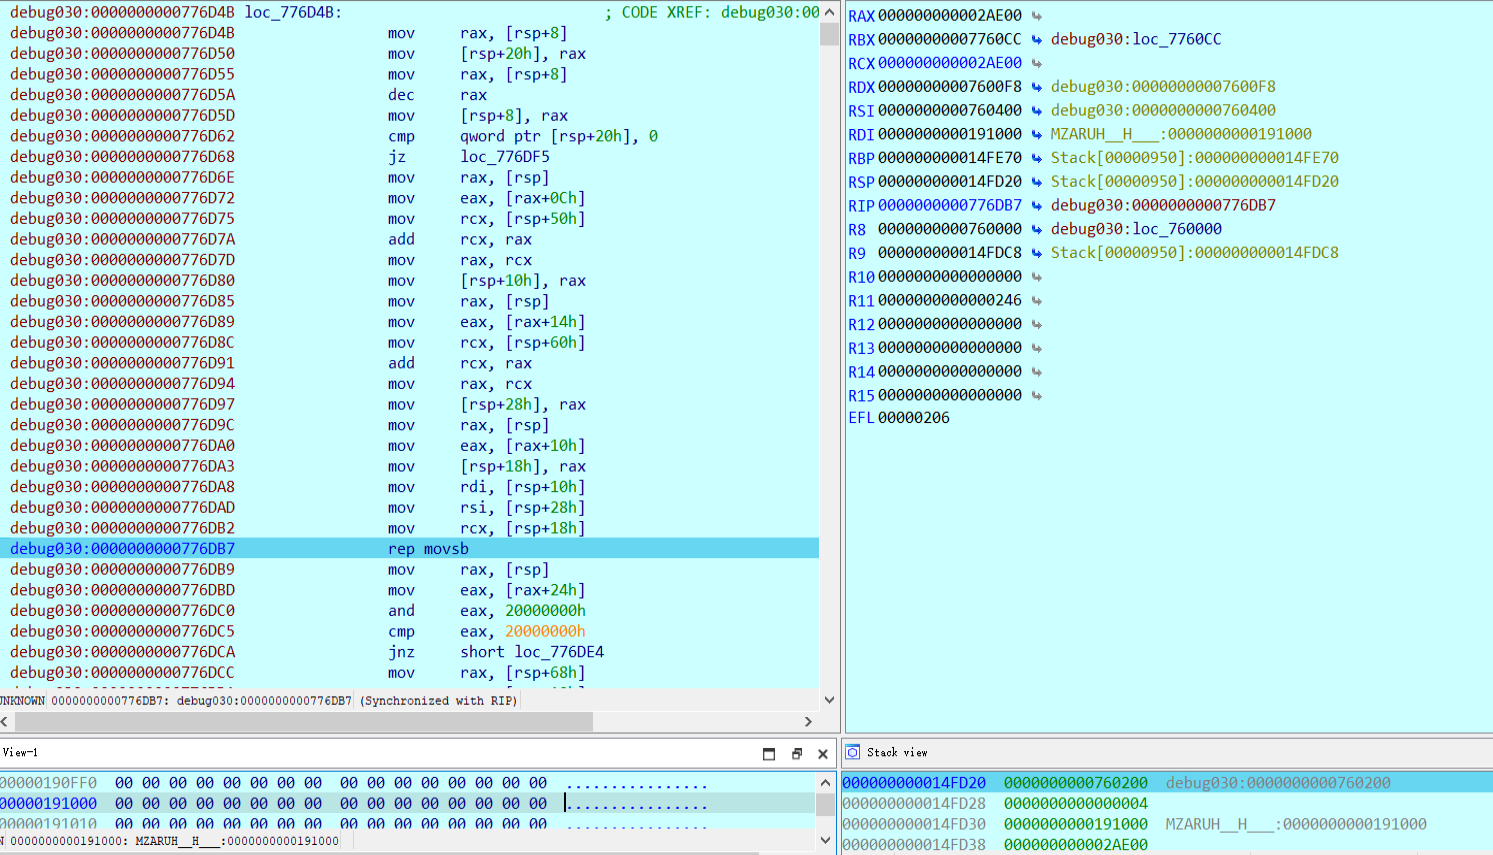 debug030:0000000000776D4B loc_776D4B: ; CODE XREF: debug030:00
debug030:0000000000776D4B mov rax, [rsp+8]
debug030:0000000000776D50 mov [rsp+20h], rax
debug030:0000000000776D55 mov rax, [rsp+8]
debug030:0000000000776D5A dec rax
debug030:0000000000776D5D mov [rsp+8], rax
debug030:0000000000776D62 cmp qword ptr [rsp+20h], 0
debug030:0000000000776D68 jz loc_776DF5
debug030:0000000000776D6E mov rax, [rsp]
debug030:0000000000776D72 mov eax, [rax+0Ch]
debug030:0000000000776D75 mov rcx, [rsp+50h]
debug030:0000000000776D7A add rcx, rax
debug030:0000000000776D7D mov rax, rcx
debug030:0000000000776D80 mov [rsp+10h], rax
debug030:0000000000776D85 mov rax, [rsp]
debug030:0000000000776D89 mov eax, [rax+14h]
debug030:0000000000776D8C mov rcx, [rsp+60h]
debug030:0000000000776D91 add rcx, rax
debug030:0000000000776D94 mov rax, rcx
debug030:0000000000776D97 mov [rsp+28h], rax
debug030:0000000000776D9C mov rax, [rsp]
debug030:0000000000776DA0 mov eax, [rax+10h]
debug030:0000000000776DA3 mov [rsp+18h], rax
debug030:0000000000776DA8 mov rdi, [rsp+10h]
debug030:0000000000776DAD mov rsi, [rsp+28h]
debug030:0000000000776DB2 mov rcx, [rsp+18h]
debug030:0000000000776DB7 rep movsb
debug030:0000000000776DB9 mov rax, [rsp]
debug030:0000000000776DBD mov eax, [rax+24h]
debug030:0000000000776DC0 and eax, 20000000h
debug030:0000000000776DC5 cmp eax, 20000000h
debug030:0000000000776DCA jnz short loc_776DE4
debug030:0000000000776DCC mov rax, [rsp+68h]
UNKNOWN 0000000000776DB7: debug030:0000000000776DB7 (Synchronized with RIP)
RAX 000000000002AE00
RBX 00000000007760CC debug030:loc_7760CC
RCX 000000000002AE00
RDX 00000000007600F8 debug030:00000000007600F8
RSI 0000000000760400 debug030:0000000000760400
RDI 0000000000191000 MZARUH__H___:0000000000191000
RBP 000000000014FE70 Stack[00000950]:000000000014FE70
RSP 000000000014FD20 Stack[00000950]:000000000014FD20
RIP 0000000000776DB7 debug030:0000000000776DB7
R8 0000000000760000 debug030:loc_760000
R9 000000000014FDC8 Stack[00000950]:000000000014FDC8
R10 0000000000000000
R11 0000000000000246
R12 0000000000000000
R13 0000000000000000
R14 0000000000000000
R15 0000000000000000
EFL 00000206
View-1
00000190FF0 00 00 00 00 00 00 00 00 00 00 00 00 00 00 00 00 ................
00000191000 00 00 00 00 00 00 00 00 00 00 00 00 00 00 00 00 ................
00000191010 00 00 00 00 00 00 00 00 00 00 00 00 00 00 00 00 ................
N 0000000000191000: MZARUH__H___:0000000000191000
Stack view
000000000014FD20 0000000000760200 debug030:0000000000760200
000000000014FD28 0000000000000004
000000000014FD30 0000000000191000 MZARUH__H___:0000000000191000
000000000014FD38 000000000002AE00